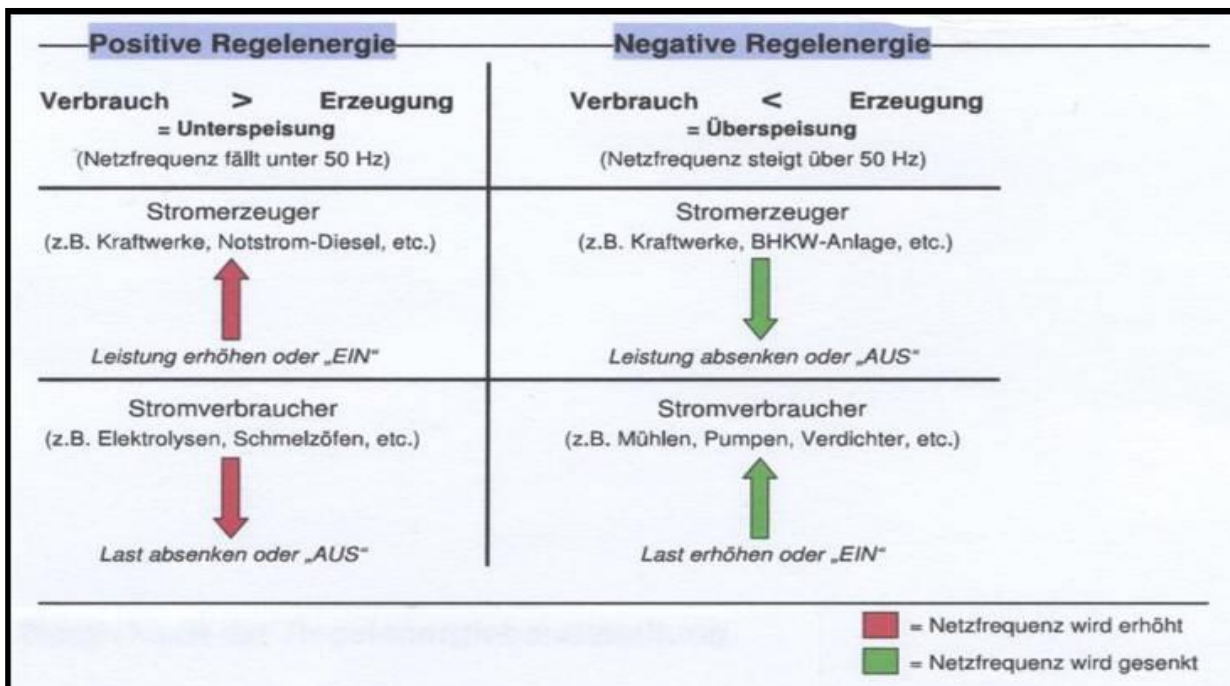 Positive Regelenergie
Verbrauch > Erzeugung
= Unterspeisung
(Netzfrequenz fällt unter 50 Hz)
Stromerzeuger
(z.B. Kraftwerke, Notstrom-Diesel, etc.)
Leistung erhöhen oder „EIN“
Stromverbraucher
(z.B. Elektrolysen, Schmelzöfen, etc.)
Last absenken oder „AUS“
Negative Regelenergie
Verbrauch < Erzeugung
= Überspeisung
(Netzfrequenz steigt über 50 Hz)
Stromerzeuger
(z.B. Kraftwerke, BHKW-Anlage, etc.)
Leistung absenken oder „AUS“
Stromverbraucher
(z.B. Mühlen, Pumpen, Verdichter, etc.)
Last erhöhen oder „EIN“
= Netzfrequenz wird erhöht
= Netzfrequenz wird gesenkt